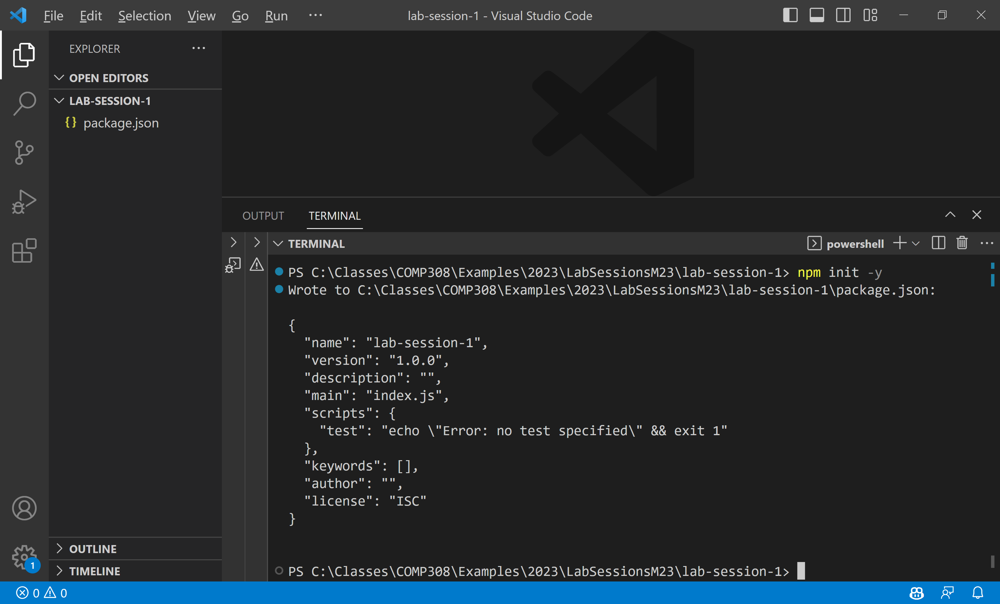 File Edit Selection View Go Run ··· lab-session-1 - Visual Studio Code
EXPLORER ···
OPEN EDITORS
LAB-SESSION-1
{} package.json
OUTLINE
TIMELINE
OUTPUT TERMINAL
TERMINAL powershell ···
PS C:\Classes\COMP308\Examples\2023\LabSessionsM23\lab-session-1> npm init -y
Wrote to C:\Classes\COMP308\Examples\2023\LabSessionsM23\lab-session-1\package.json:
{
  "name": "lab-session-1",
  "version": "1.0.0",
  "description": "",
  "main": "index.js",
  "scripts": {
    "test": "echo \"Error: no test specified\" && exit 1"
  },
  "keywords": [],
  "author": "",
  "license": "ISC"
}
PS C:\Classes\COMP308\Examples\2023\LabSessionsM23\lab-session-1>
1
0 0